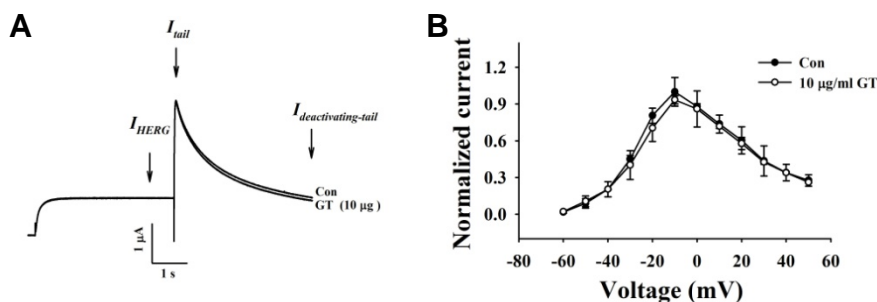 A
I_tail
I_HERG
I_deactivating-tail
Con
GT (10 µg )
1 µA
1 s
B
Normalized current
1.2
0.9
0.6
0.3
0.0
Con
10 µg/ml GT
-80 -60 -40 -20 0 20 40 60
Voltage (mV)